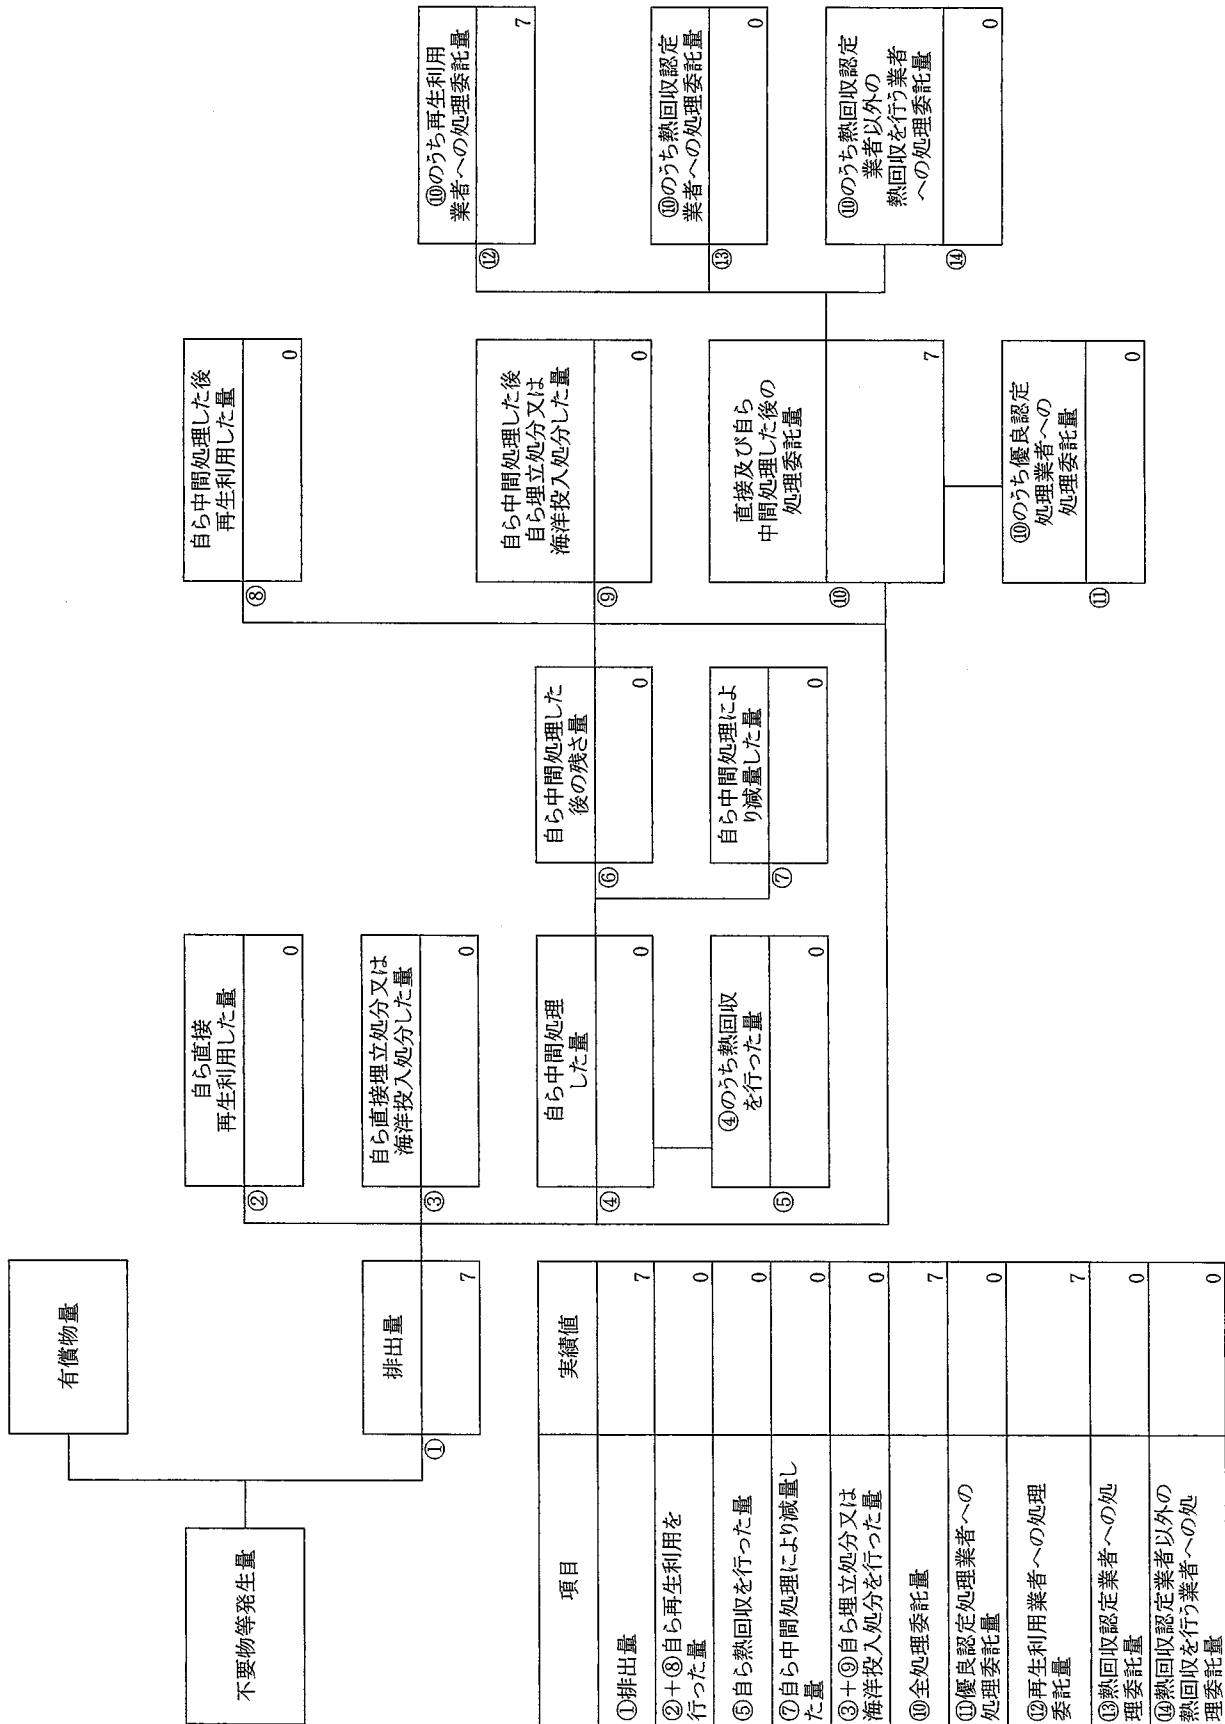 不要物等発生量
有償物量
①
排出量
7
②
自ら直接
再生利用した量
0
③
自ら直接埋立処分又は
海洋投入処分した量
0
④
自ら中間処理
した量
0
⑤
④のうち熱回収
を行った量
0
⑥
自ら中間処理した
後の残さ量
0
⑦
自ら中間処理によ
り減量した量
0
⑧
自ら中間処理した後
再生利用した量
0
⑨
自ら中間処理した後
自ら埋立処分又は
海洋投入処分した量
0
⑩
直接及び自ら
中間処理した後の
処理委託量
7
⑪
⑩のうち優良認定
処理業者への
処理委託量
0
⑫
⑩のうち再生利用
業者への処理委託量
7
⑬
⑩のうち熱回収認定
業者への処理委託量
0
⑭
⑩のうち熱回収認定
業者以外の
熱回収を行う業者
への処理委託量
0
項目
実績値
①排出量
7
②+⑧自ら再生利用を
行った量
0
⑤自ら熱回収を行った量
0
⑦自ら中間処理により減量し
た量
0
③+⑨自ら埋立処分又は
海洋投入処分を行った量
0
⑩全処理委託量
7
⑪優良認定処理業者への
処理委託量
0
⑫再生利用業者への処理
委託量
7
⑬熱回収認定業者への処
理委託量
0
⑭熱回収認定業者以外の
熱回収を行う業者への処
理委託量
0